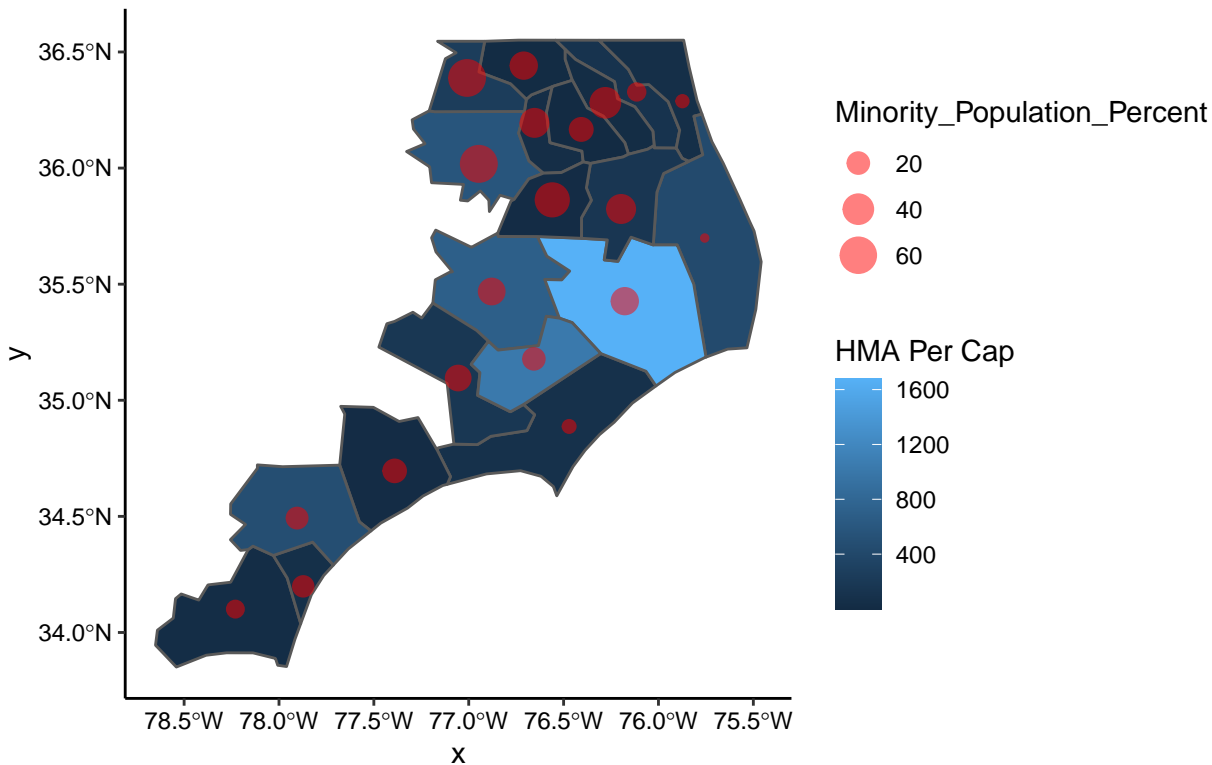 36.5°N
36.0°N
35.5°N
35.0°N
34.5°N
34.0°N
y
78.5°W 78.0°W 77.5°W 77.0°W 76.5°W 76.0°W 75.5°W
x
Minority_Population_Percent
20
40
60
HMA Per Cap
1600
1200
800
400